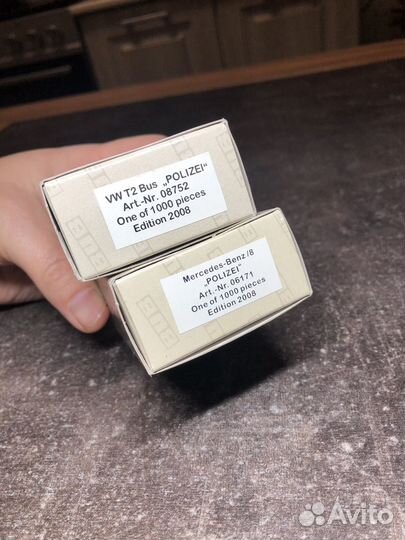 VW T2 Bus „POLIZEI“
Art.-Nr. 08752
One of 1000 pieces
Edition 2008
Mercedes-Benz /8
„POLIZEI“
Art.-Nr. 06171
One of 1000 pieces
Edition 2008
Avito